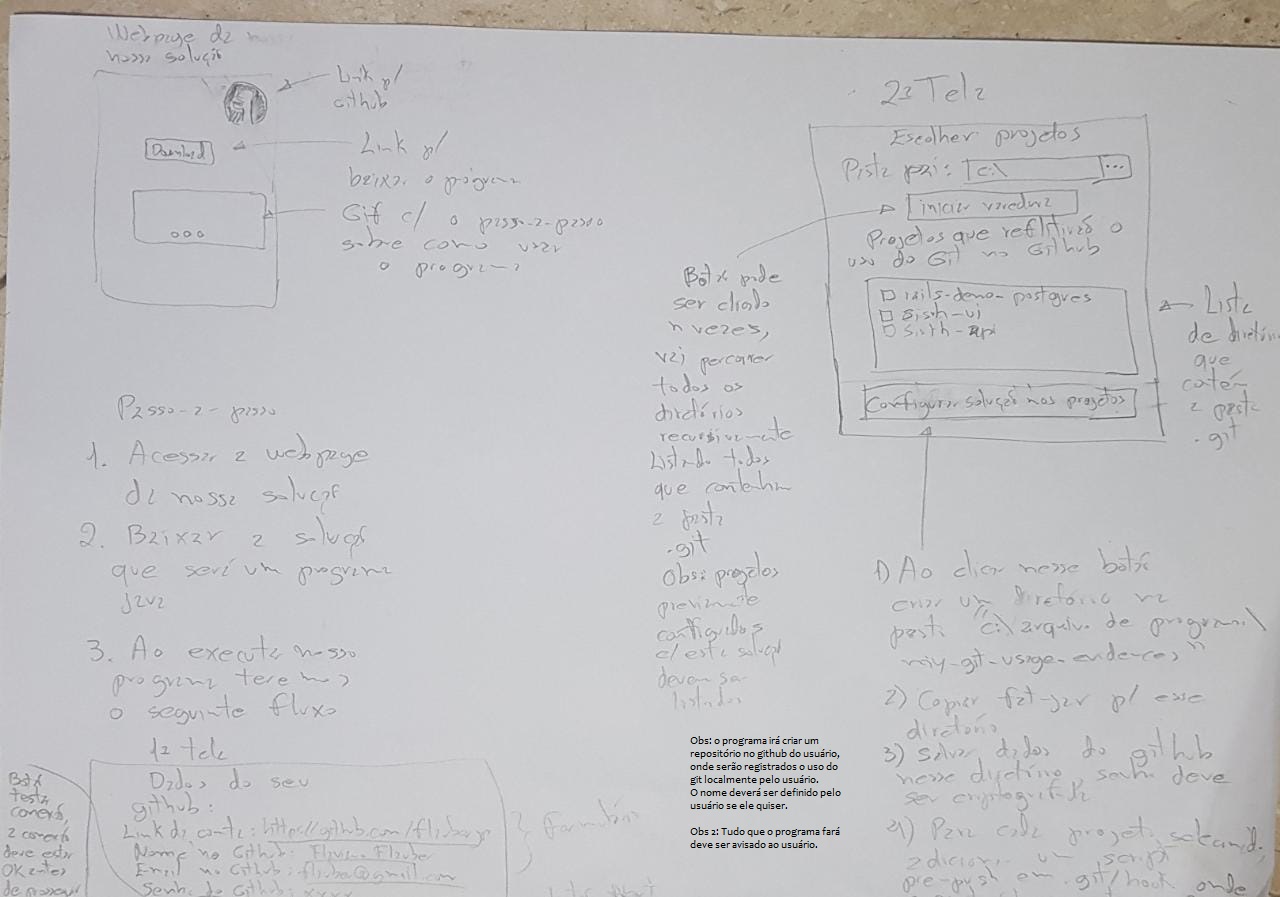 Webpage da
nossa solução
Link p/
Github
Download
Link p/
baixar o programa
Gif c/ o passo-a-passo
sobre como usar
o programa
Passo-a-passo
1. Acessar a webpage
da nossa solução
2. Baixar a solução
que será um programa
java
3. Ao executar nosso
programa teremos
o seguinte fluxo
1ª tela
Dados do seu
github:
Link da conta: https://github.com/
Nome no Github:
Email no Github:
Senha do Github: xxxx
formulário
Botão
testar
conexão,
a conexão
deve estar
OK antes
de
2ª Tela
Escolher projetos
Pasta pai: C:\ ...
iniciar varredura
Projetos que refletirão o
uso do Git no Github
rails-demo-postgres
sisth-ui
sisth-api
Configurar solução nos projetos
Lista
de diretórios
que
contém
a pasta
.git
Botão pode
ser clicado
n vezes,
vai percorrer
todos os
diretórios
recursivamente
Listando todos
que contenham
a pasta
.git
Obs: projetos
previamente
configurados
c/ esta solução
devem ser
listados
1) Ao clicar nesse botão
criar um diretório na
pasta "c:\arquivo de programas\
my-git-usage-evidences"
2) Copiar fat-jar p/ esse
diretório
3) Salvar dados do github
nesse diretório, senha deve
ser criptografada
4) Para cada projeto selecionado,
adicionar um script
pre-push em .git/hook onde
Obs: o programa irá criar um
repositório no github do usuário,
onde serão registrados o uso do
git localmente pelo usuário.
O nome deverá ser definido pelo
usuário se ele quiser.
Obs 2: Tudo que o programa fará
deve ser avisado ao usuário.